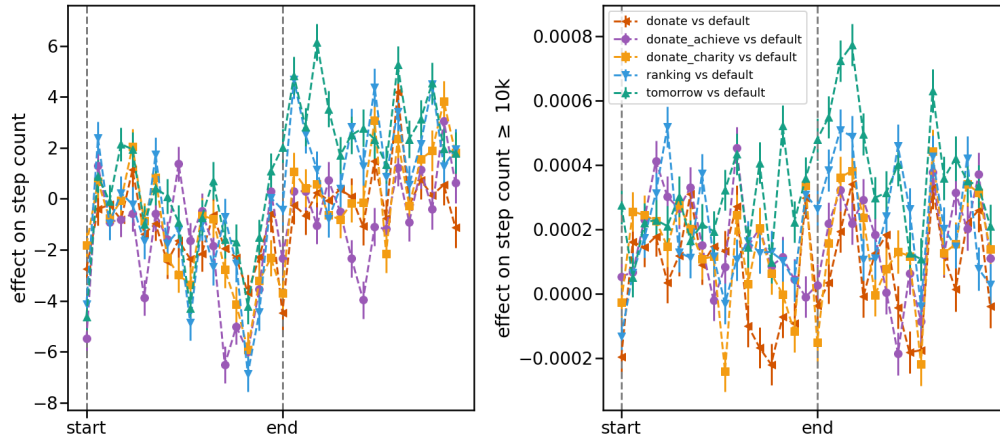 effect on step count
6
4
2
0
−2
−4
−6
−8
start
end
effect on step count ≥ 10k
0.0008
0.0006
0.0004
0.0002
0.0000
−0.0002
start
end
donate vs default
donate_achieve vs default
donate_charity vs default
ranking vs default
tomorrow vs default